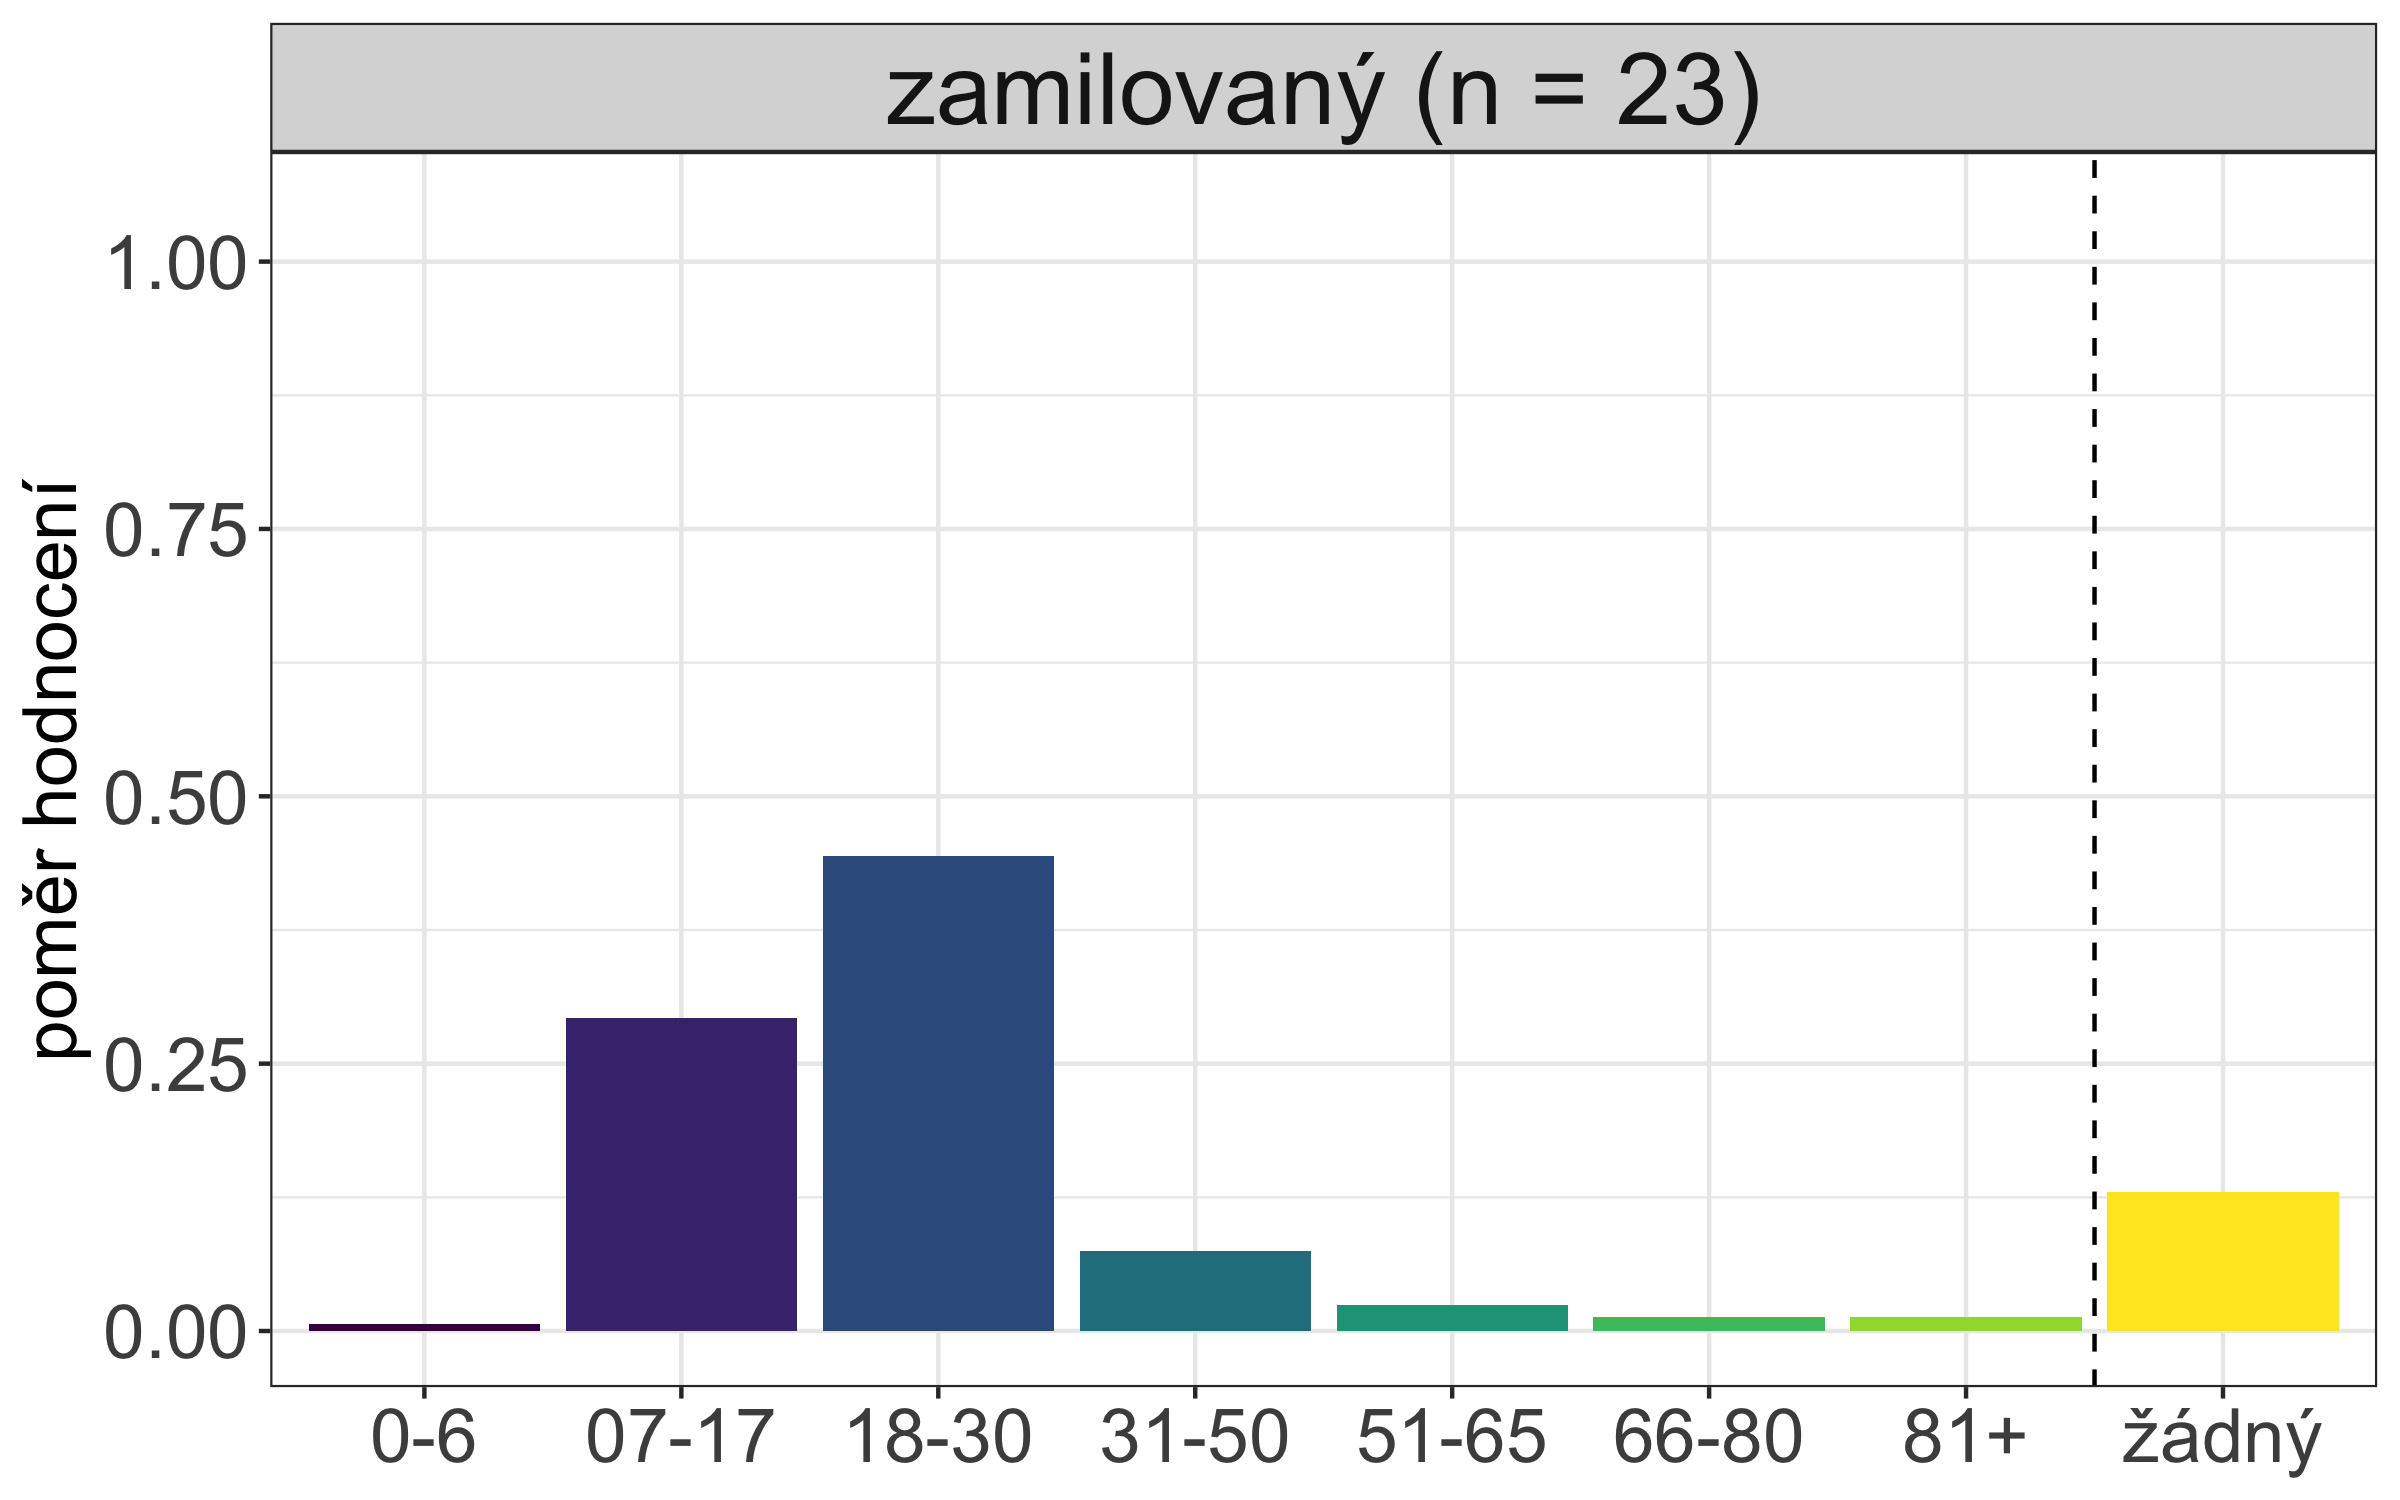 zamilovaný (n = 23)
poměr hodnocení
1.00
0.75
0.50
0.25
0.00
0-6 07-17 18-30 31-50 51-65 66-80 81+ žádný